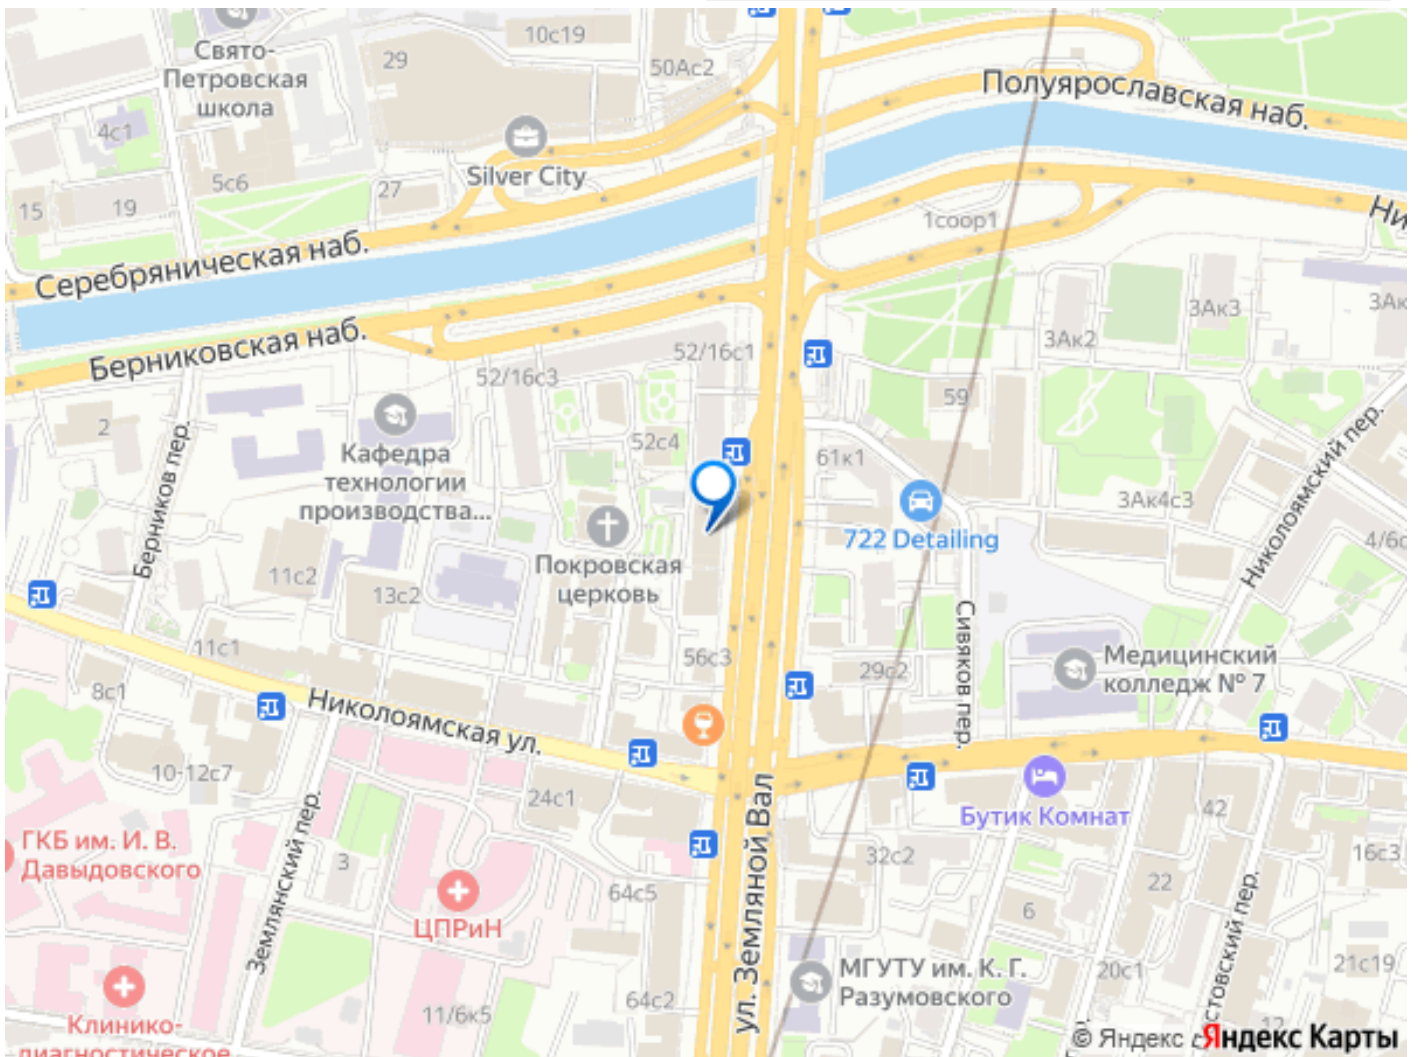 Свято-
Петровская
школа
29
10с19
50Ас2
4с1
Silver City
Полуярославская наб.
5с6
27
15
19
1соор1
Серебряническая наб.
Берниковская наб.
52/16с1
52/16с3
3Ак2
3Ак3
59
2
52с4
61к1
Кафедра
технологии
производства...
Берников пер.
722 Detailing
3Ак4с3
Николоямский пер.
Покровская
церковь
11с2
13с2
11с1
56с3
29с2
Сивяков пер.
Медицинский
колледж № 7
8с1
Николоямская ул.
10-12с7
24с1
Бутик Комнат
42
ГКБ им. И. В.
Давыдовского
3
Землянский пер.
ЦПРиН
64с5
ул. Земляной Вал
32с2
22
16с3
6
МГУТУ им. К. Г.
Разумовского
20с1
21с19
11/6к5
64с2
Клинико-
диагностическое
12
© Яндекс
Яндекс Карты